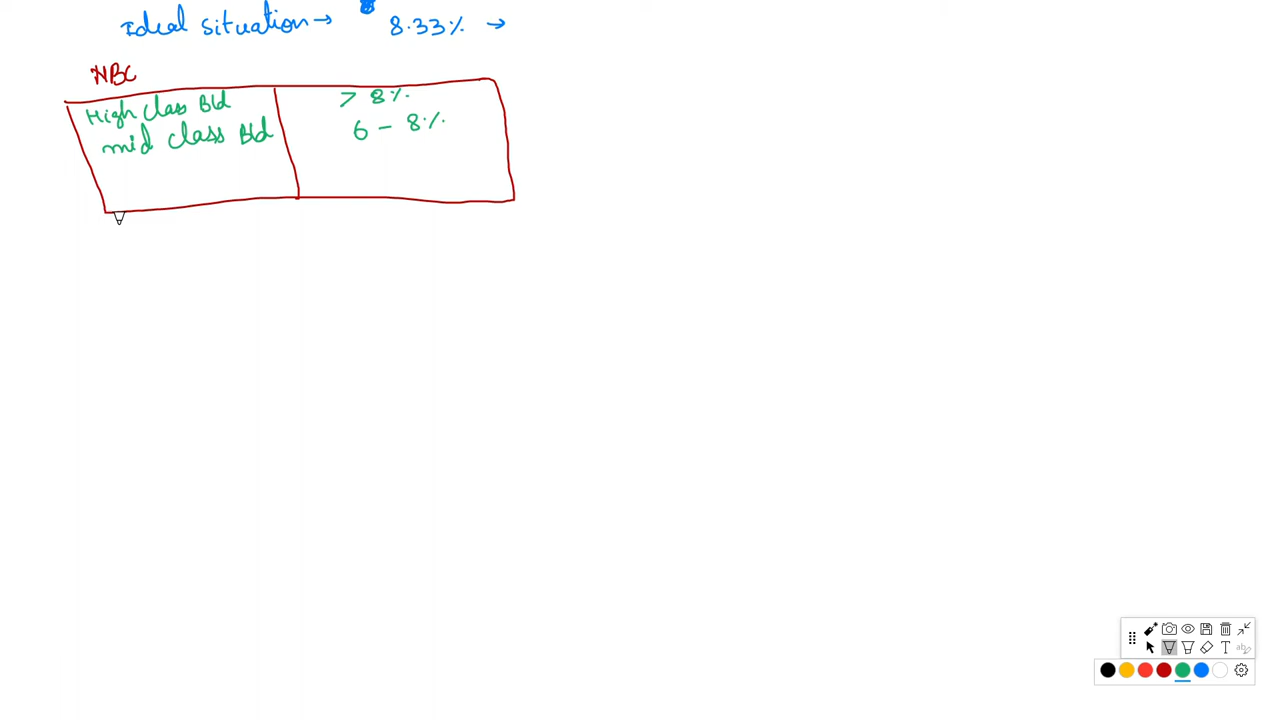 Ideal situation → 8.33% →
NBC
High class Bld > 8%
mid class Bld 6 - 8%